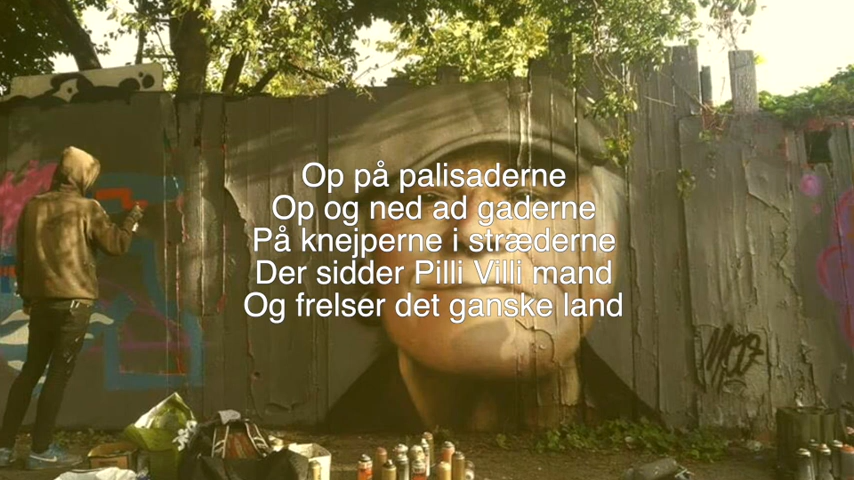 Op på palisaderne
Op og ned ad gaderne
På knejperne i stræderne
Der sidder Pilli Villi mand
Og frelser det ganske land